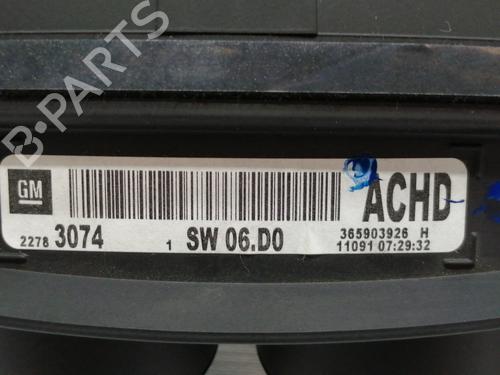 B-PARTS
GM
ACHD
2278 3074 1 SW 06.D0
365903926 H
11091 07:29:32